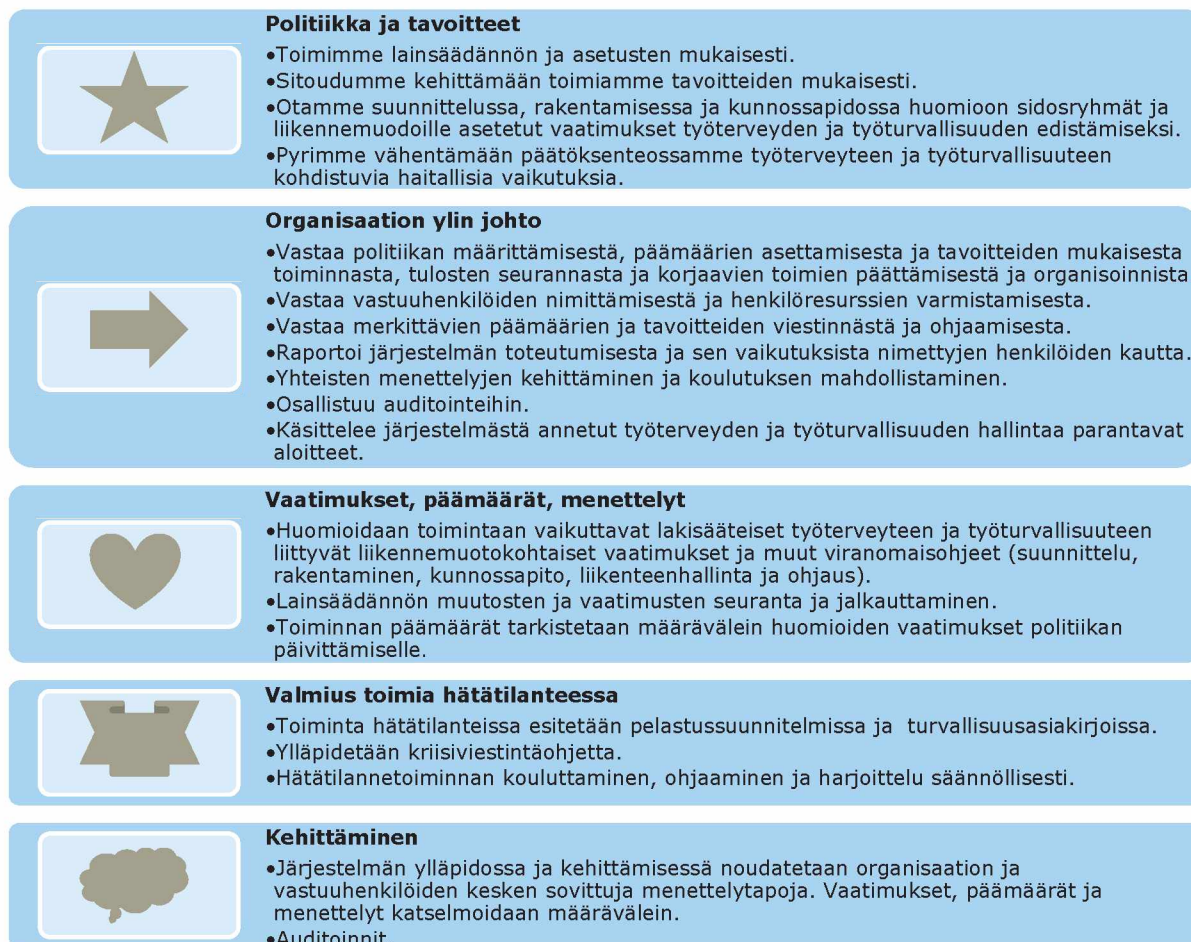 Politiikka ja tavoitteet
•Toimimme lainsäädännön ja asetusten mukaisesti.
•Sitoudumme kehittämään toimiamme tavoitteiden mukaisesti.
•Otamme suunnittelussa, rakentamisessa ja kunnossapidossa huomioon sidosryhmät ja
liikennemuodoille asetetut vaatimukset työterveyden ja työturvallisuuden edistämiseksi.
•Pyrimme vähentämään päätöksenteossamme työterveyteen ja työturvallisuuteen
kohdistuvia haitallisia vaikutuksia.
Organisaation ylin johto
•Vastaa politiikan määrittämisestä, päämäärien asettamisesta ja tavoitteiden mukaisesta
toiminnasta, tulosten seurannasta ja korjaavien toimien päättämisestä ja organisoinnista
•Vastaa vastuuhenkilöiden nimittämisestä ja henkilöresurssien varmistamisesta.
•Vastaa merkittävien päämäärien ja tavoitteiden viestinnästä ja ohjaamisesta.
•Raportoi järjestelmän toteutumisesta ja sen vaikutuksista nimettyjen henkilöiden kautta.
•Yhteisten menettelyjen kehittäminen ja koulutuksen mahdollistaminen.
•Osallistuu auditointeihin.
•Käsittelee järjestelmästä annetut työterveyden ja työturvallisuuden hallintaa parantavat
aloitteet.
Vaatimukset, päämäärät, menettelyt
•Huomioidaan toimintaan vaikuttavat lakisääteiset työterveyteen ja työturvallisuuteen
liittyvät liikennemuotokohtaiset vaatimukset ja muut viranomaisohjeet (suunnittelu,
rakentaminen, kunnossapito, liikenteenhallinta ja ohjaus).
•Lainsäädännön muutosten ja vaatimusten seuranta ja jalkauttaminen.
•Toiminnan päämäärät tarkistetaan määrävälein huomioiden vaatimukset politiikan
päivittämiselle.
Valmius toimia hätätilanteessa
•Toiminta hätätilanteissa esitetään pelastussuunnitelmissa ja turvallisuusasiakirjoissa.
•Ylläpidetään kriisiviestintäohjetta.
•Hätätilannetoiminnan kouluttaminen, ohjaaminen ja harjoittelu säännöllisesti.
Kehittäminen
•Järjestelmän ylläpidossa ja kehittämisessä noudatetaan organisaation ja
vastuuhenkilöiden kesken sovittuja menettelytapoja. Vaatimukset, päämäärät ja
menettelyt katselmoidaan määrävälein.
•Auditoinnit